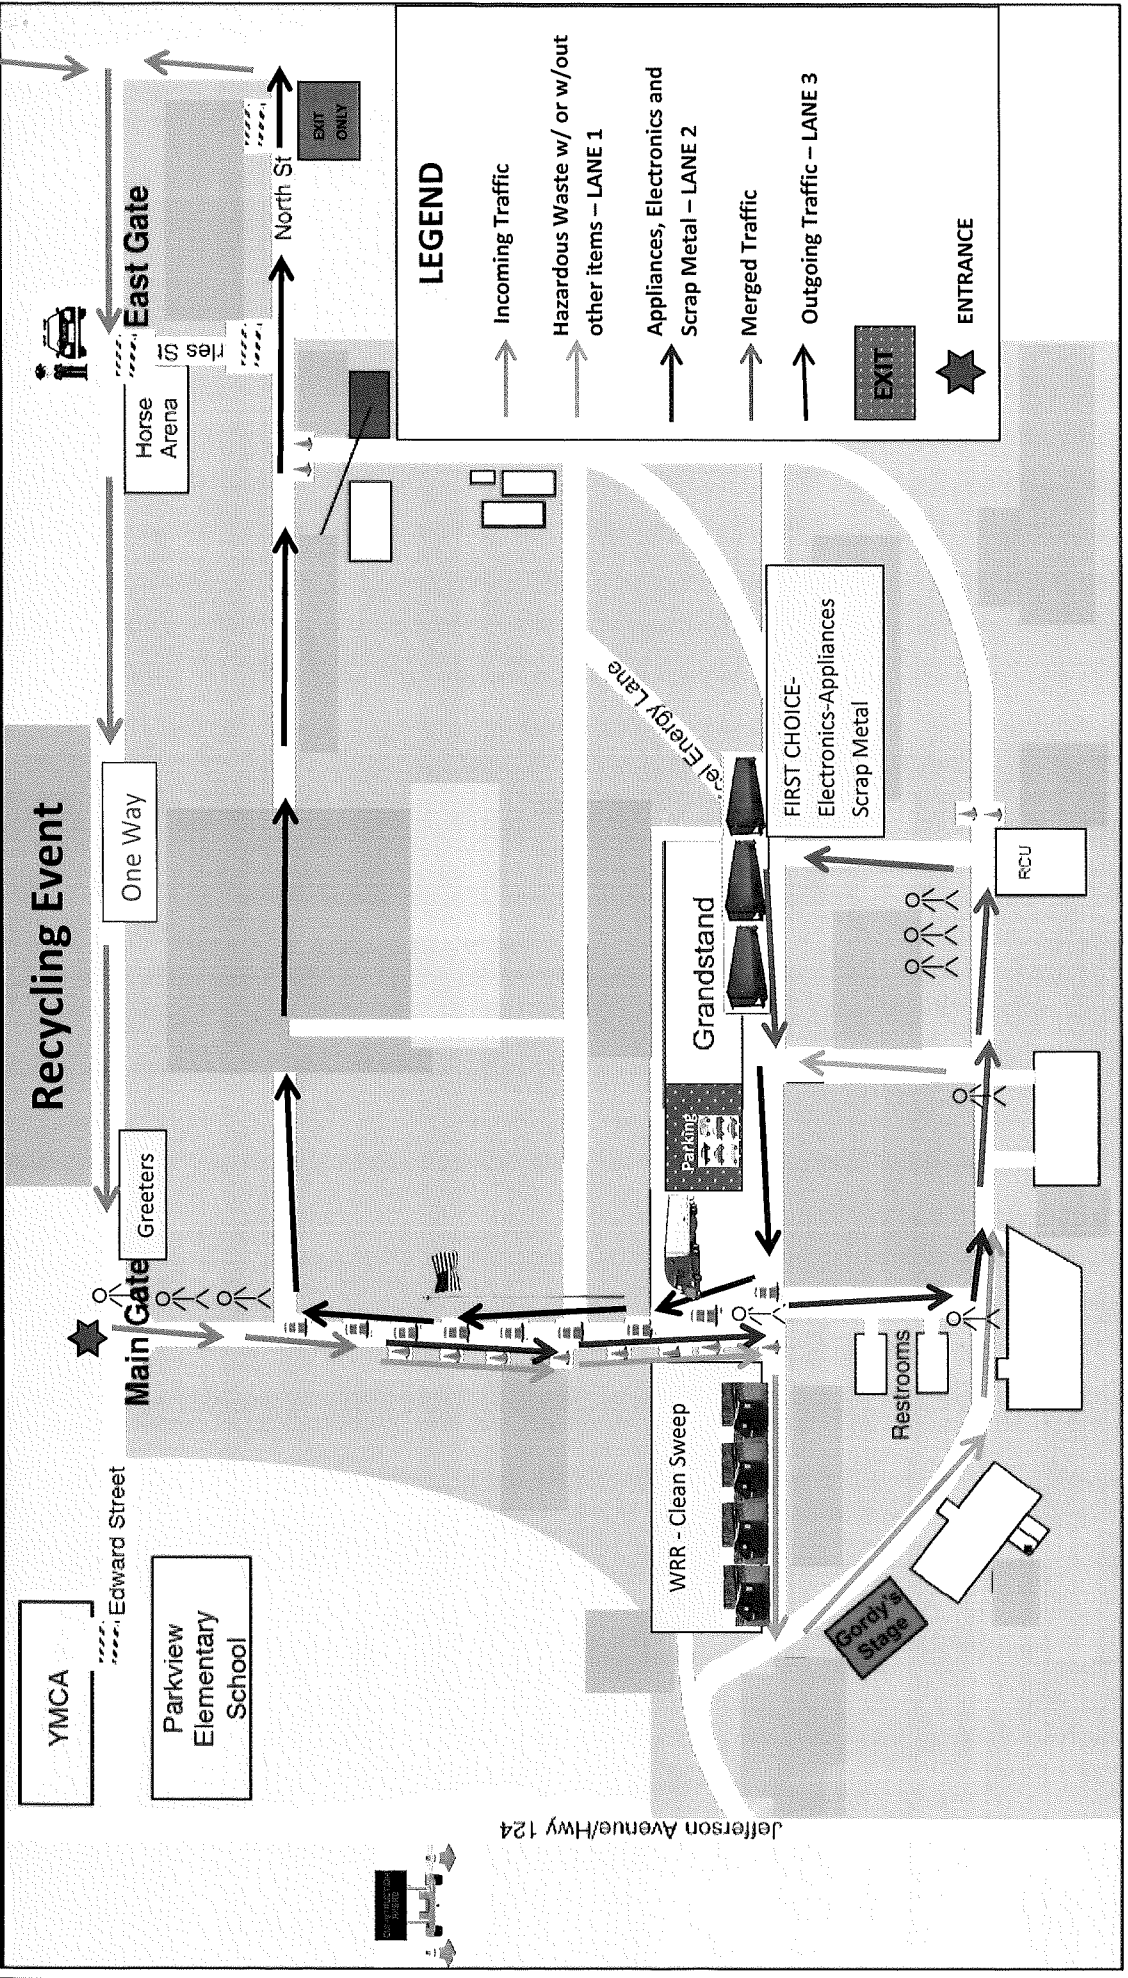 Recycling Event
YMCA
Edward Street
Parkview
Elementary
School
Main Gate
Greeters
One Way
Horse
Arena
East Gate
rles St
North St
EXIT
ONLY
LEGEND
Incoming Traffic
Hazardous Waste w/ or w/out
other items – LANE 1
Appliances, Electronics and
Scrap Metal – LANE 2
Merged Traffic
Outgoing Traffic – LANE 3
EXIT
ENTRANCE
Jefferson Avenue/Hwy 124
WRR - Clean Sweep
Parking
Grandstand
cel Energy Lane
FIRST CHOICE-
Electronics-Appliances
Scrap Metal
Restrooms
Gordy's
Stage
RCU